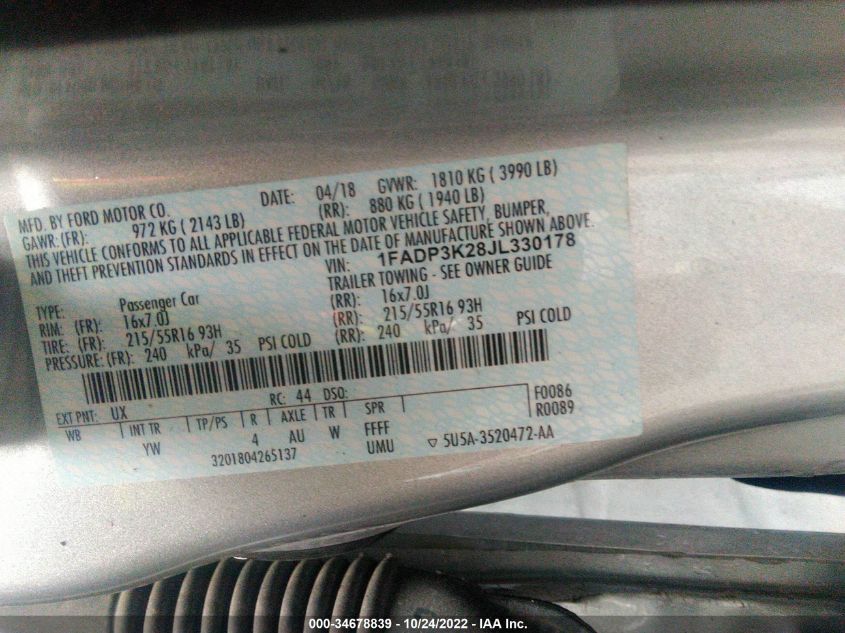 MFD. BY FORD MOTOR CO. DATE: 04/18 GVWR: 1810 KG ( 3990 LB)
GAWR: (FR): 972 KG ( 2143 LB) (RR): 880 KG ( 1940 LB)
THIS VEHICLE CONFORMS TO ALL APPLICABLE FEDERAL MOTOR VEHICLE SAFETY, BUMPER,
AND THEFT PREVENTION STANDARDS IN EFFECT ON THE DATE OF MANUFACTURE SHOWN ABOVE.
VIN: 1FADP3K28JL330178
TYPE: Passenger Car TRAILER TOWING - SEE OWNER GUIDE
RIM: (FR): 16x7.0J (RR): 16x7.0J
TIRE: (FR): 215/55R16 93H (RR): 215/55R16 93H
PRESSURE: (FR): 240 kPa/ 35 PSI COLD (RR): 240 kPa/ 35 PSI COLD
EXT PNT: UX RC: 44 DSO: F0086
WB INT TR TP/PS R AXLE TR SPR R0089
YW 4 AU W FFFF
3201804265137 UMU 5U5A-3520472-AA
000-34678839 - 10/24/2022 - IAA Inc.